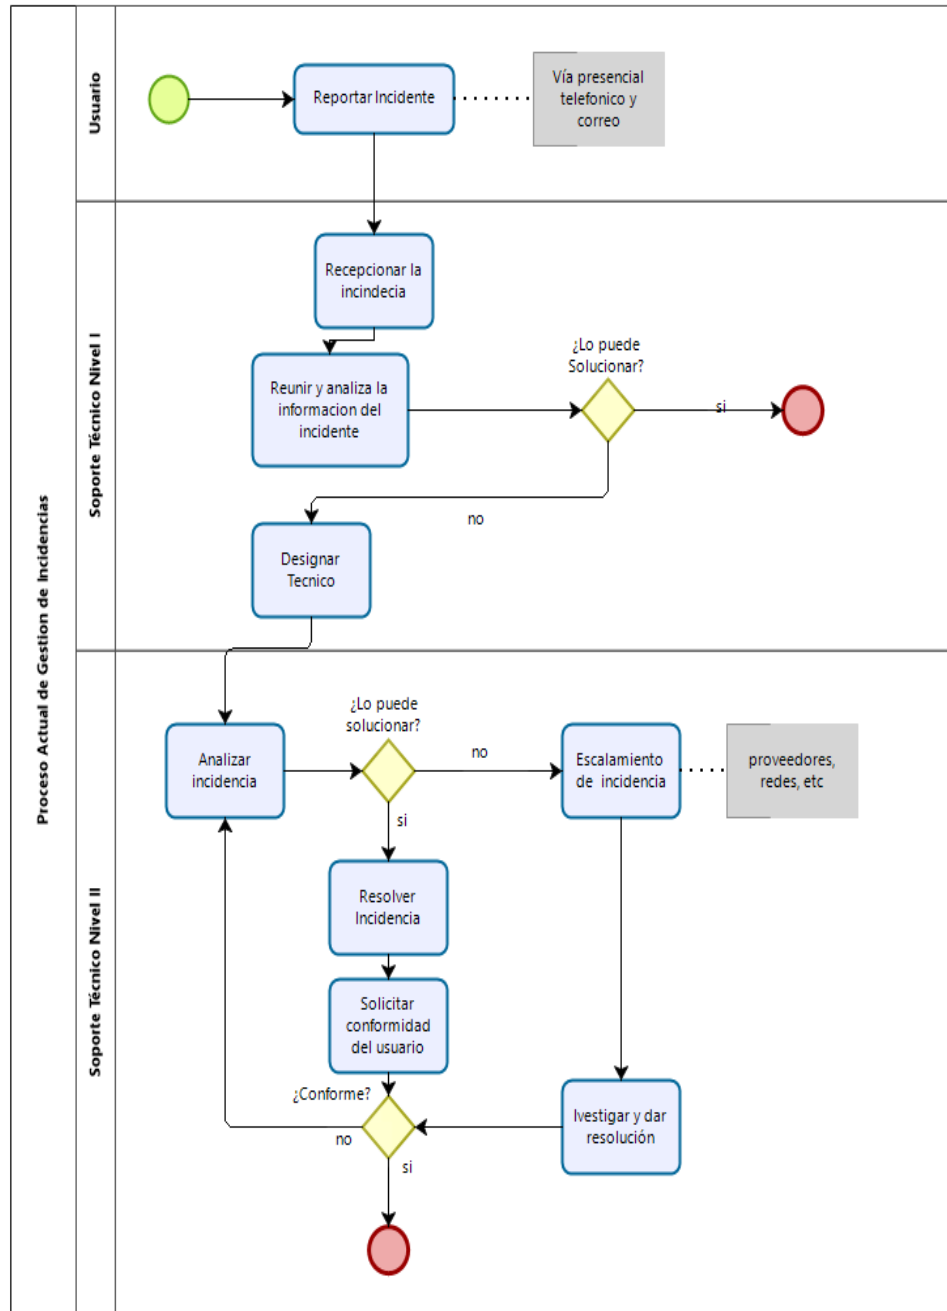 Proceso Actual de Gestion de Incidencias
Usuario
Reportar Incidente
Vía presencial
telefonico y
correo
Soporte Técnico Nivel I
Recepcionar la
incindecia
Reunir y analiza la
informacion del
incidente
¿Lo puede
Solucionar?
si
no
Designar
Tecnico
Soporte Técnico Nivel II
Analizar
incidencia
¿Lo puede
solucionar?
no
si
Escalamiento
de incidencia
proveedores,
redes, etc
Resolver
Incidencia
Solicitar
conformidad
del usuario
¿Conforme?
no
si
Ivestigar y dar
resolución